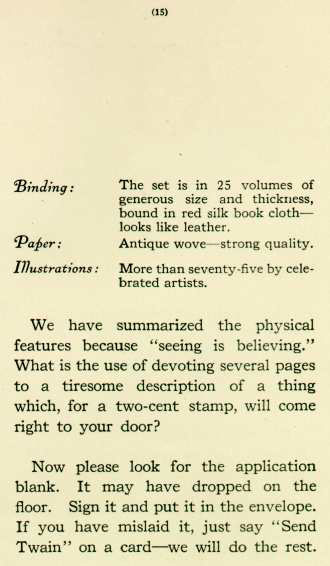 (15)
Binding: The set is in 25 volumes of
generous size and thickness,
bound in red silk book cloth—
looks like leather.
Paper: Antique wove—strong quality.
Illustrations: More than seventy-five by cele-
brated artists.
We have summarized the physical
features because "seeing is believing."
What is the use of devoting several pages
to a tiresome description of a thing
which, for a two-cent stamp, will come
right to your door?
Now please look for the application
blank. It may have dropped on the
floor. Sign it and put it in the envelope.
If you have mislaid it, just say "Send
Twain" on a card—we will do the rest.